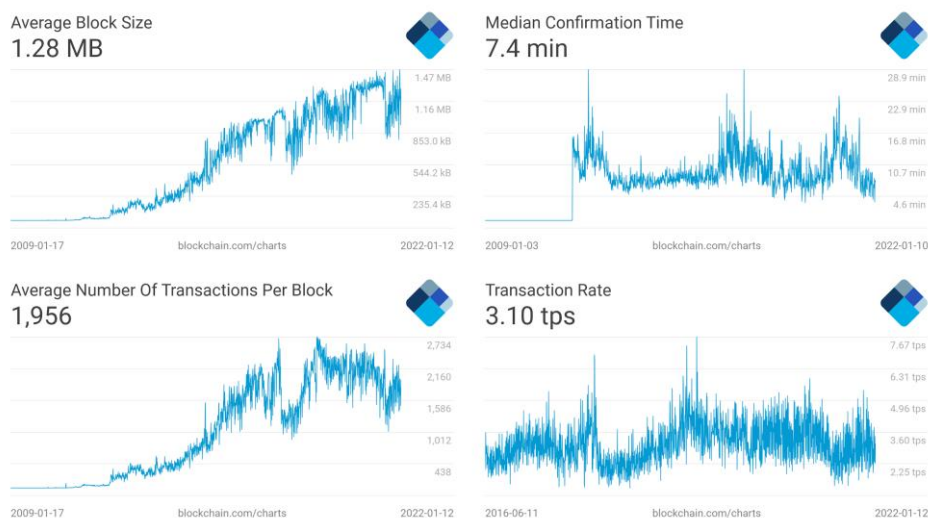 Average Block Size
1.28 MB
1.47 MB
1.16 MB
853.0 kB
544.2 kB
235.4 kB
2009-01-17 blockchain.com/charts 2022-01-12
Median Confirmation Time
7.4 min
28.9 min
22.9 min
16.8 min
10.7 min
4.6 min
2009-01-03 blockchain.com/charts 2022-01-10
Average Number Of Transactions Per Block
1,956
2,734
2,160
1,586
1,012
438
2009-01-17 blockchain.com/charts 2022-01-12
Transaction Rate
3.10 tps
7.67 tps
6.31 tps
4.96 tps
3.60 tps
2.25 tps
2016-06-11 blockchain.com/charts 2022-01-12